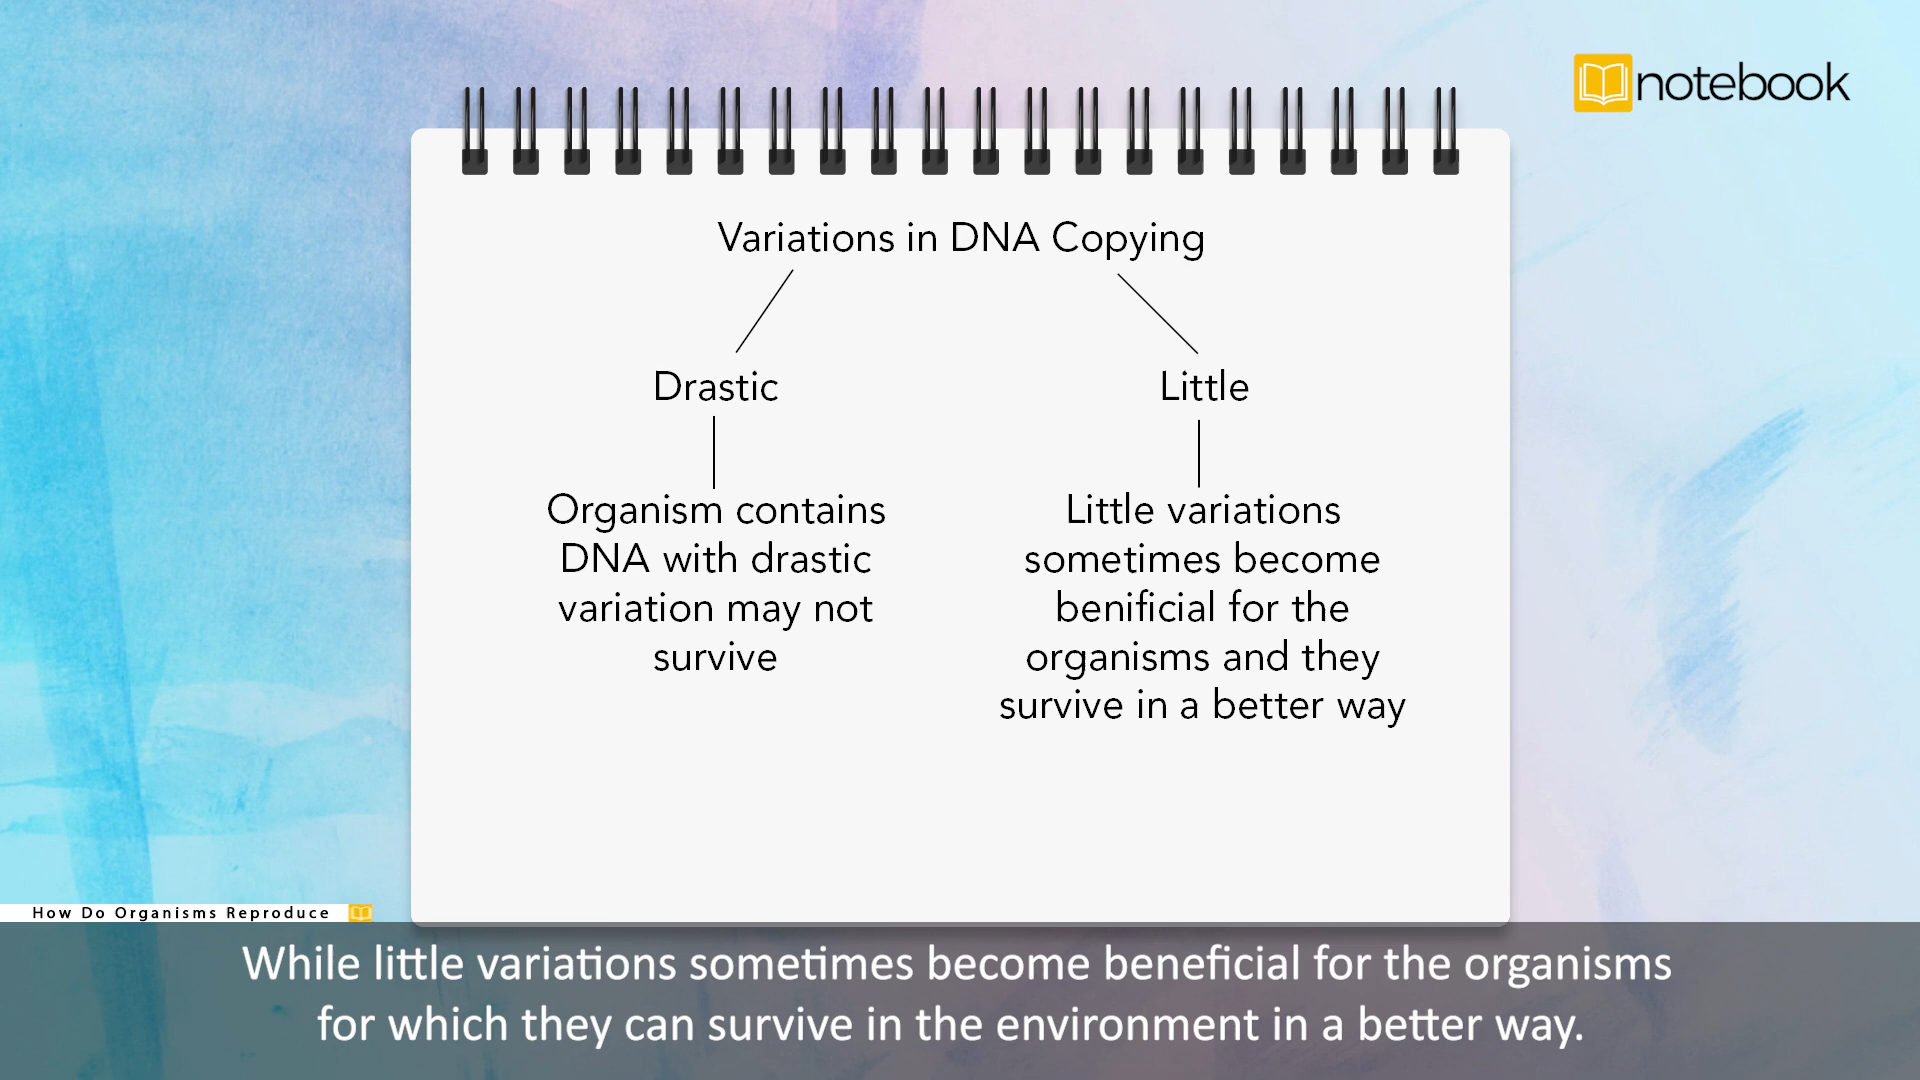 notebook
Variations in DNA Copying
Drastic
Organism contains
DNA with drastic
variation may not
survive
Little
Little variations
sometimes become
benificial for the
organisms and they
survive in a better way
How Do Organisms Reproduce
While little variations sometimes become beneficial for the organisms
for which they can survive in the environment in a better way.